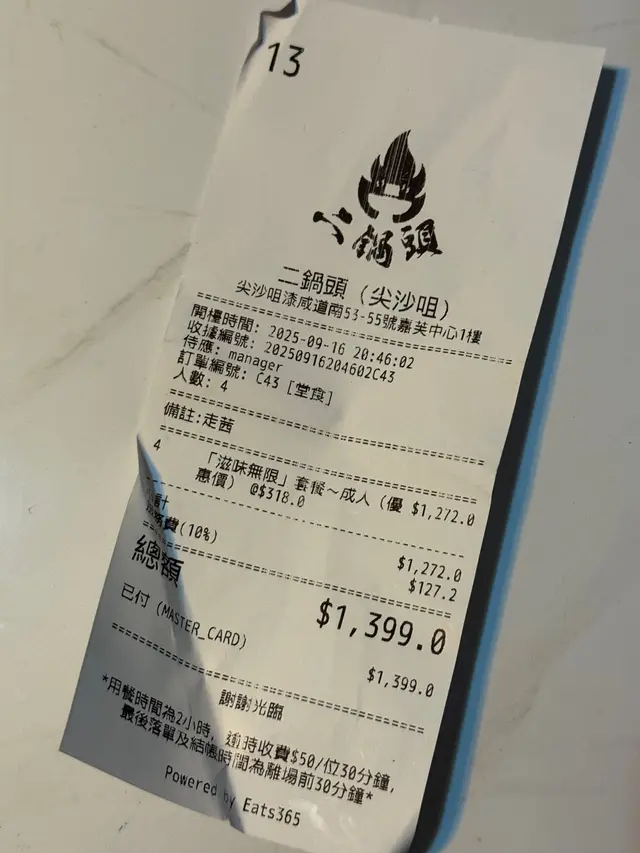 13
二鍋頭
二鍋頭 (尖沙咀)
尖沙咀漆咸道南53-55號嘉芙中心1樓
開檯時間: 2025-09-16 20:46:02
收據編號: 20250916204602C43
侍應: manager
訂單編號: C43 [堂食]
人數: 4
備註:走茜
4 「滋味無限」套餐~成人 (優 $1,272.0
惠價) @$318.0
小計 $1,272.0
服務費(10%) $127.2
總額 $1,399.0
已付 (MASTER_CARD) $1,399.0
謝謝光臨
*用餐時間為2小時, 逾時收費$50/位30分鐘,
最後落單及結帳時間為離場前30分鐘*
Powered by Eats365